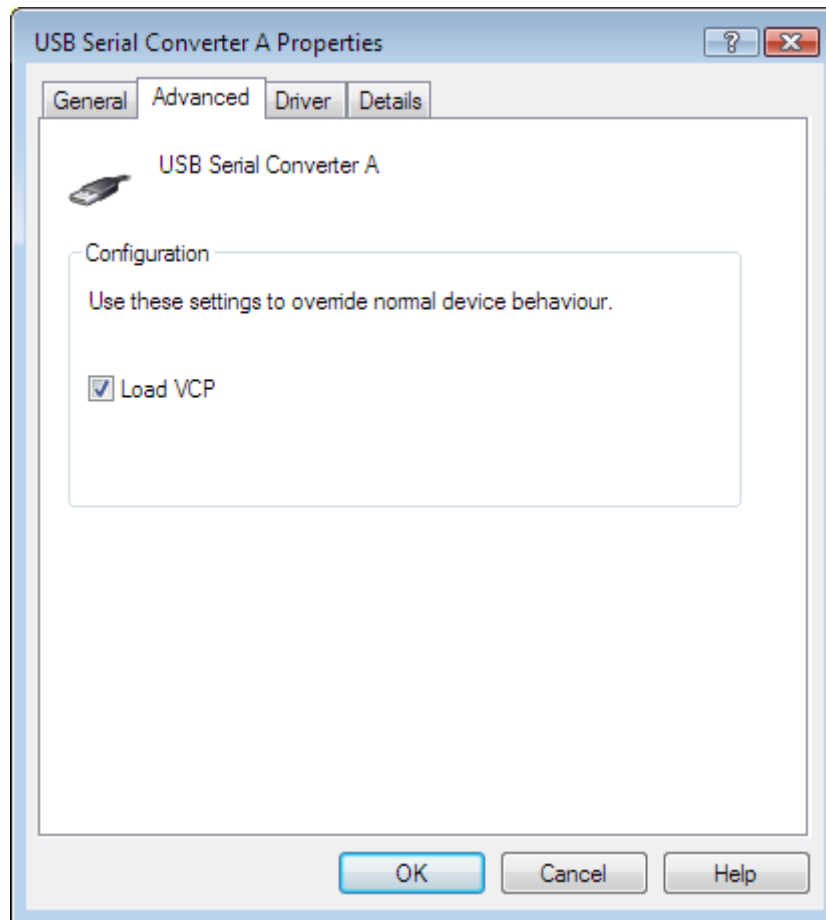 USB Serial Converter A Properties
General Advanced Driver Details
USB Serial Converter A
Configuration
Use these settings to override normal device behaviour.
Load VCP
OK Cancel Help